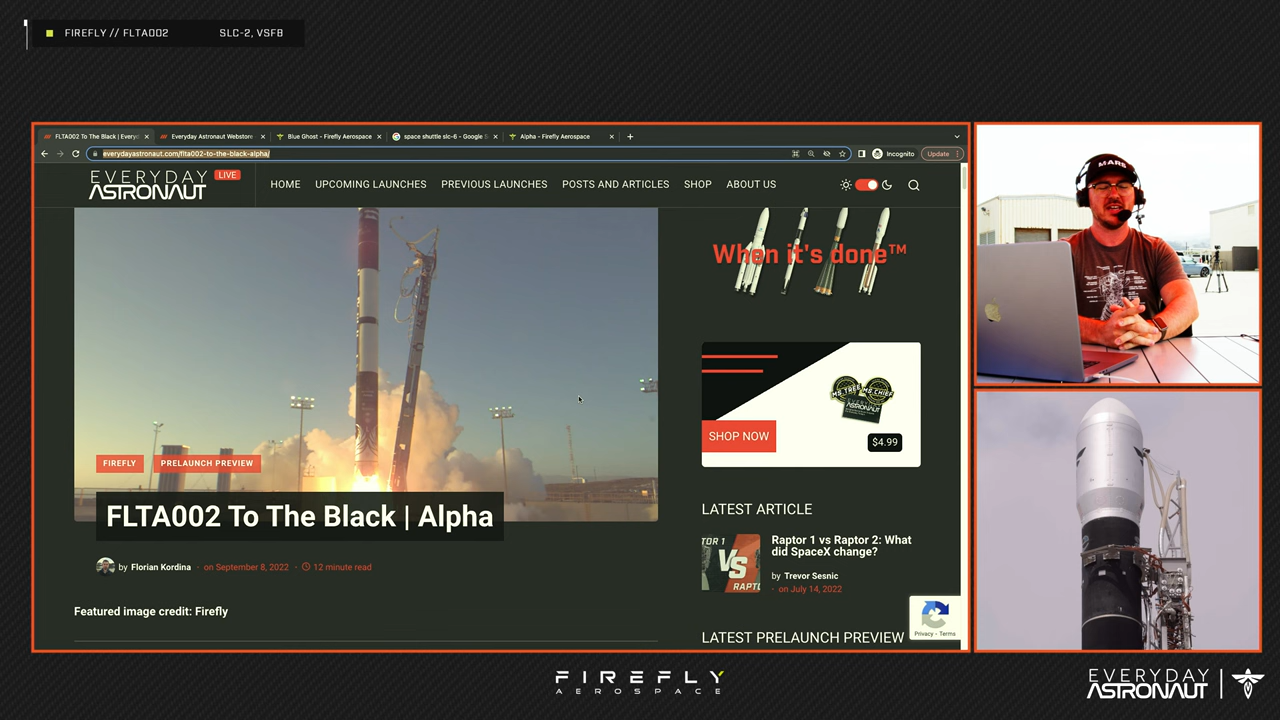 FIREFLY // FLTA002
SLC-2, VSFB
FLTA002 To The Black | Every
Everyday Astronaut Webstore
Blue Ghost - Firefly Aerospace
space shuttle slc-6 - Google S
Alpha - Firefly Aerospace
everydayastronaut.com/flta002-to-the-black-alpha/
Incognito
Update
EVERYDAY
ASTRONAUT
LIVE
HOME
UPCOMING LAUNCHES
PREVIOUS LAUNCHES
POSTS AND ARTICLES
SHOP
ABOUT US
When it's done™
SHOP NOW
$4.99
FIREFLY
PRELAUNCH PREVIEW
FLTA002 To The Black | Alpha
by Florian Kordina - on September 8, 2022 - 12 minute read
Featured image credit: Firefly
LATEST ARTICLE
TOR 1
VS
RAPT
Raptor 1 vs Raptor 2: What
did SpaceX change?
by Trevor Sesnic
- on July 14, 2022
LATEST PRELAUNCH PREVIEW
Privacy - Terms
MARS
FIREFLY
AEROSPACE
EVERYDAY
ASTRONAUT